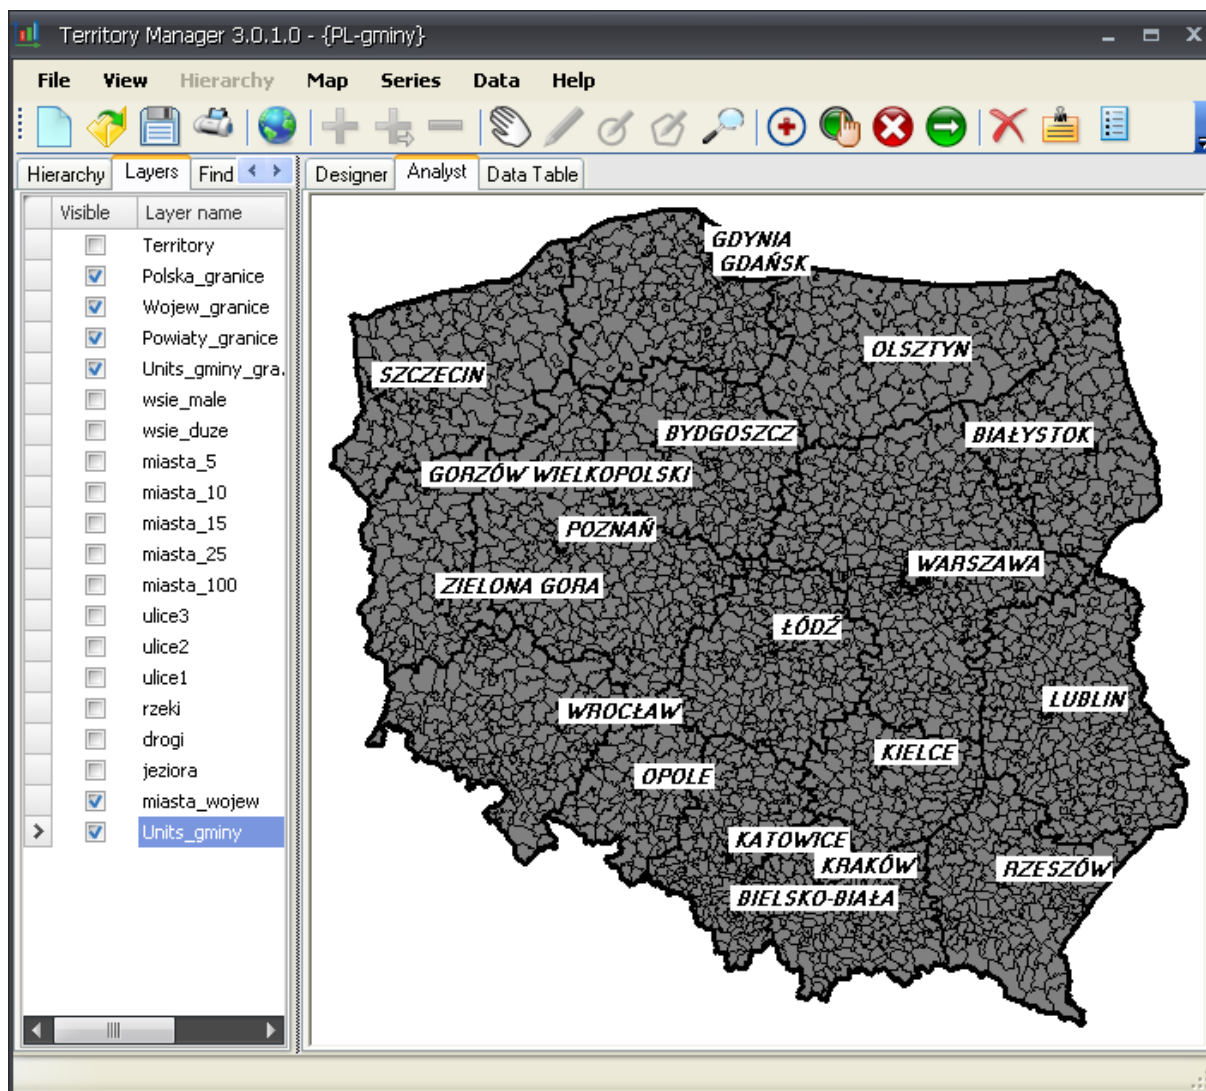 Territory Manager 3.0.1.0 - {PL-gminy}
File View Hierarchy Map Series Data Help
Hierarchy Layers Find
Designer Analyst Data Table
Visible Layer name
Territory
Polska_granice
Wojew_granice
Powiaty_granice
Units_gminy_gra.
wsie_male
wsie_duze
miasta_5
miasta_10
miasta_15
miasta_25
miasta_100
ulice3
ulice2
ulice1
rzeki
drogi
jeziora
miasta_wojew
Units_gminy
GDYNIA
GDAŃSK
OLSZTYN
SZCZECIN
BYDGOSZCZ
BIAŁYSTOK
GORZÓW WIELKOPOLSKI
POZNAŃ
WARSZAWA
ZIELONA GORA
ŁÓDŹ
LUBLIN
WROCŁAW
KIELCE
OPOLE
KATOWICE
KRAKÓW
RZESZÓW
BIELSKO-BIAŁA